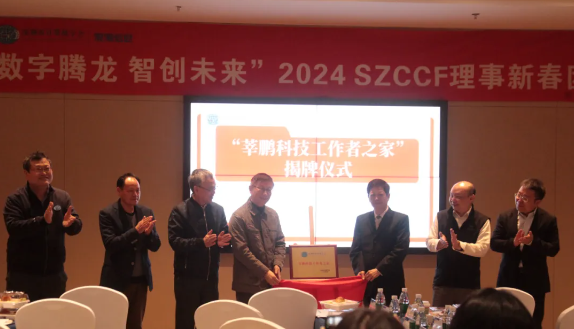 数字腾龙 智创未来”2024 SZCCF理事新春团
“莘鹏科技工作者之家”
揭牌仪式